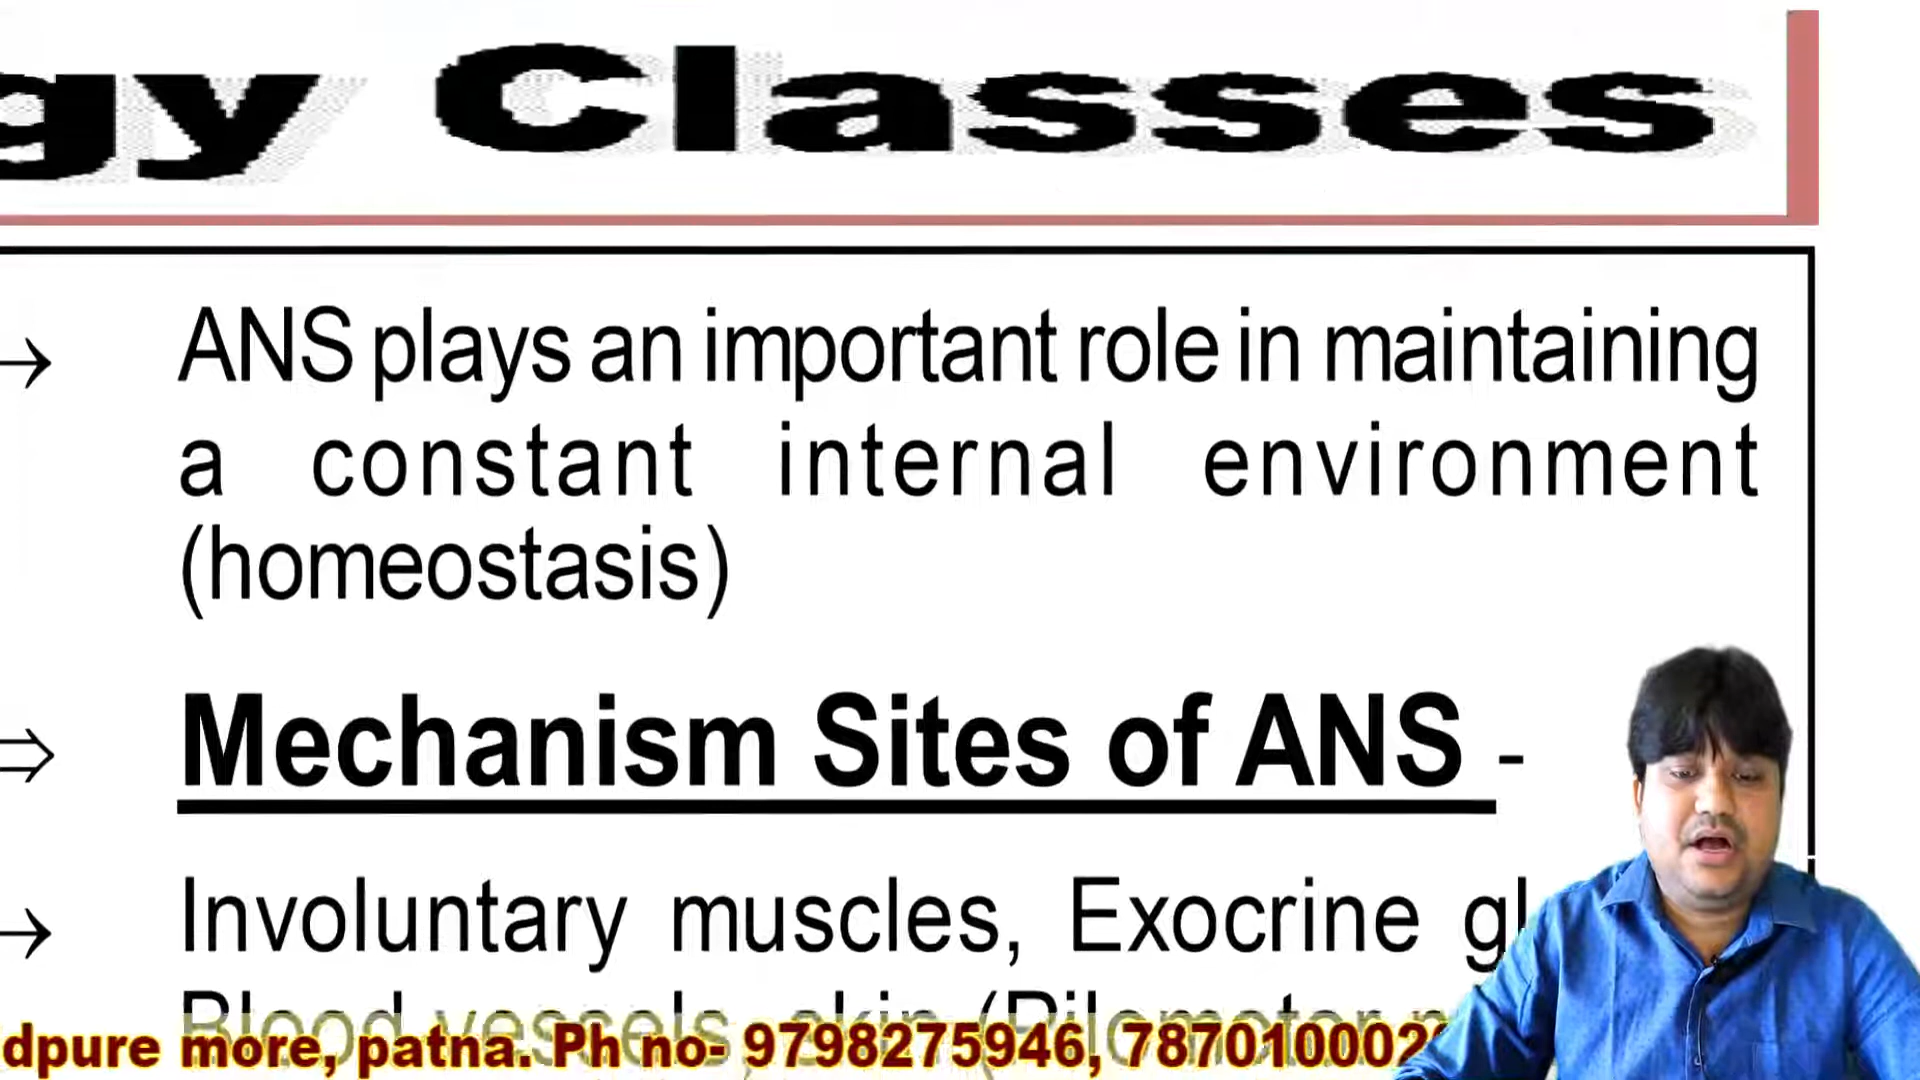 gy Classes
→ ANS plays an important role in maintaining
a constant internal environment
(homeostasis)
⇒ Mechanism Sites of ANS -
→ Involuntary muscles, Exocrine
Blood vessels, skin (Pilomotor
dpure more, patna. Ph no- 9798275946, 787010002